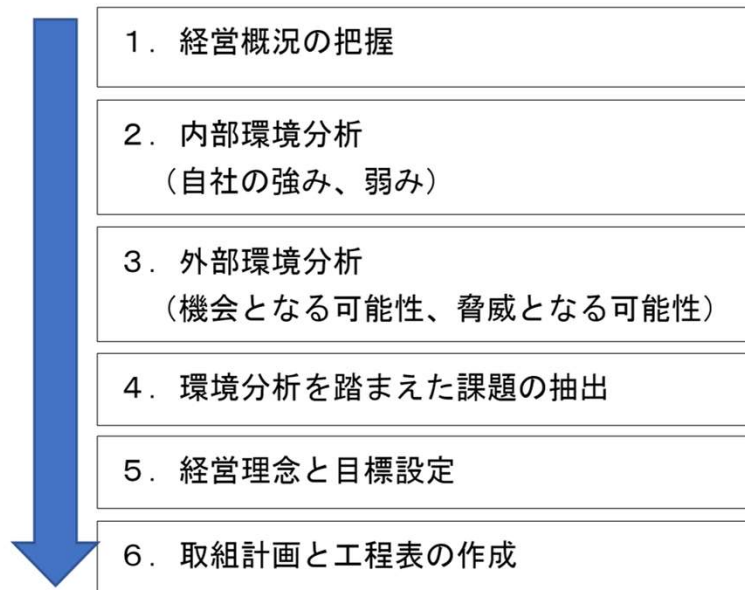 １．経営概況の把握
２．内部環境分析
（自社の強み、弱み）
３．外部環境分析
（機会となる可能性、脅威となる可能性）
４．環境分析を踏まえた課題の抽出
５．経営理念と目標設定
６．取組計画と工程表の作成